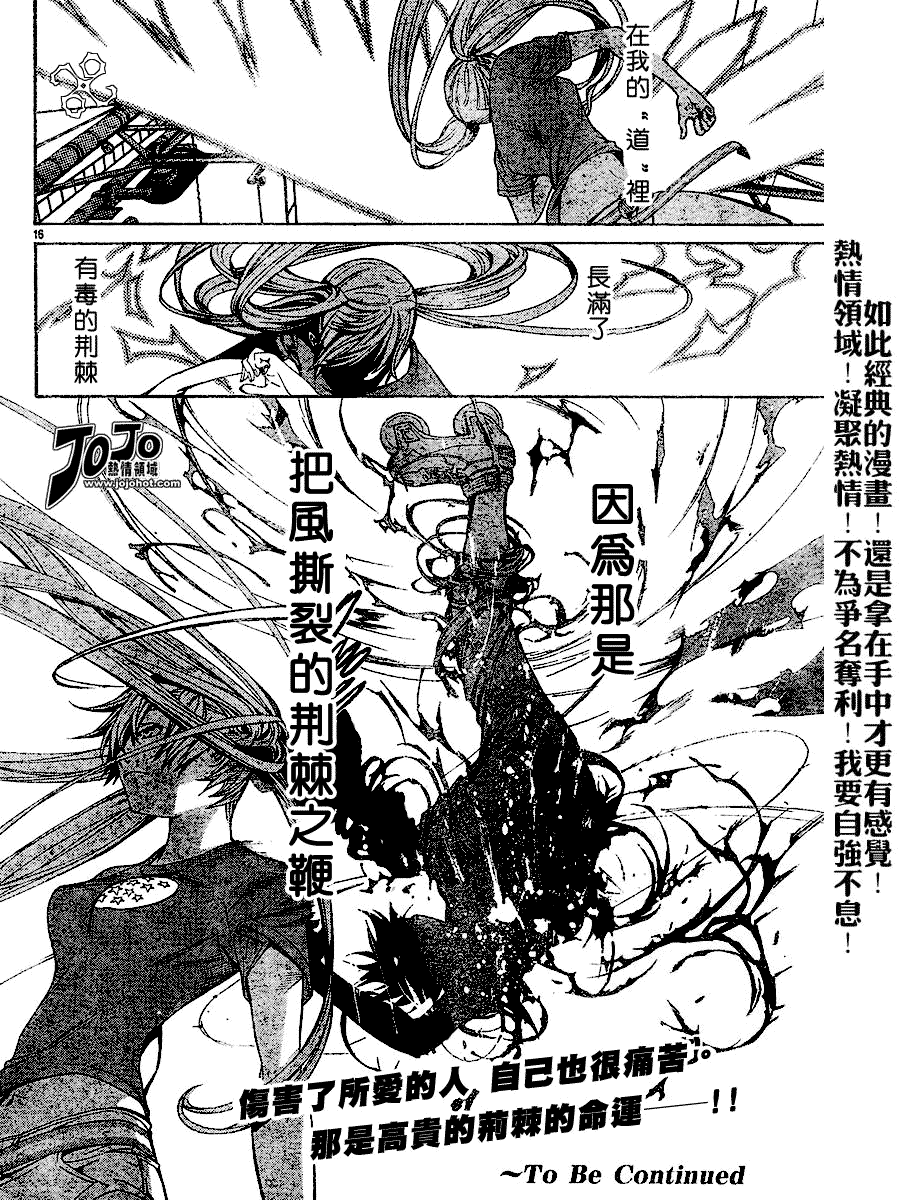 在我的
“道”裡
16
長滿了
有毒的荆棘
因爲那是
把風撕裂的荆棘之鞭
JOJO
熱情領域
www.jojohot.com
如此經典的漫畫！還是拿在手中才更有感覺！
熱情領域！凝聚熱情！不為爭名奪利！我要自強不息！
傷害了所愛的人 自己也很痛苦。
那是高貴的荊棘的命運——!!
~To Be Continued